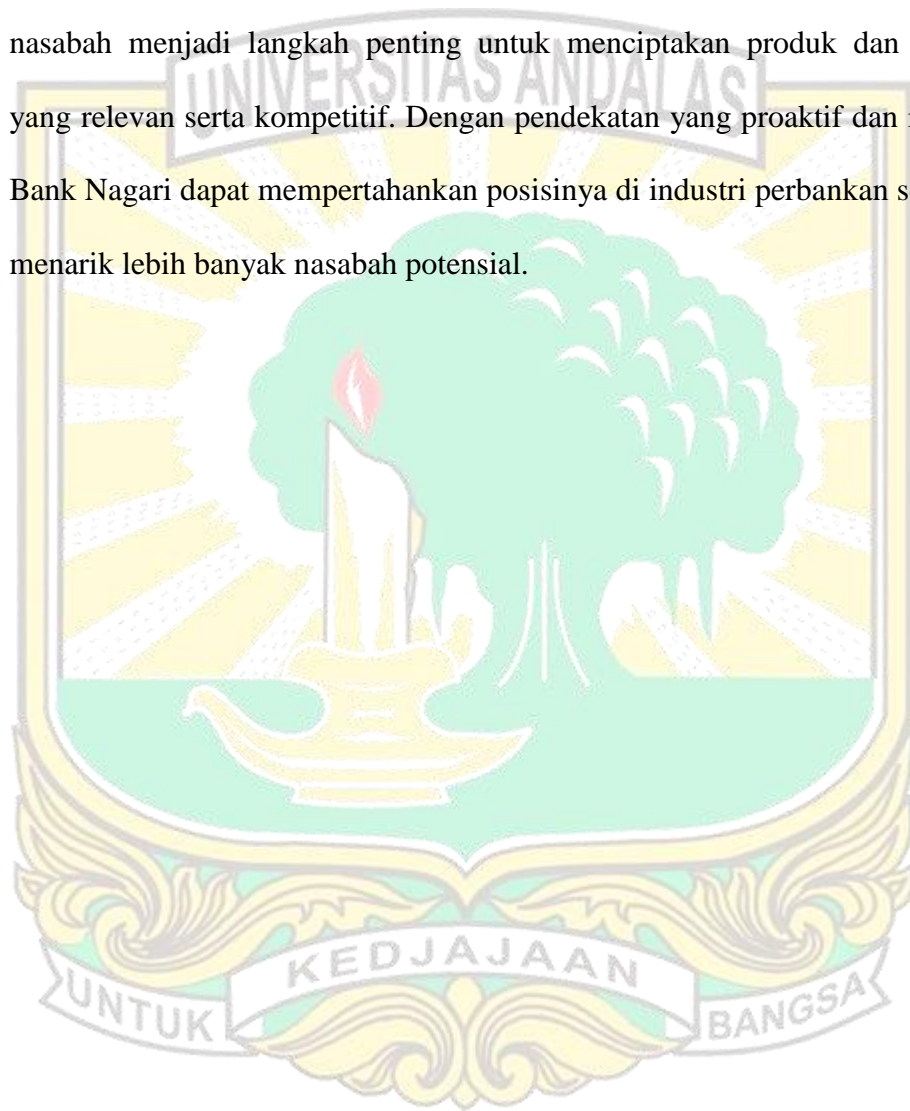 nasabah menjadi langkah penting untuk menciptakan produk dan
UNIVERSITAS ANDALAS
yang relevan serta kompetitif. Dengan pendekatan yang proaktif dan
Bank Nagari dapat mempertahankan posisinya di industri perbankan
menarik lebih banyak nasabah potensial.
UNTUK KEDJAJAAN BANGSA